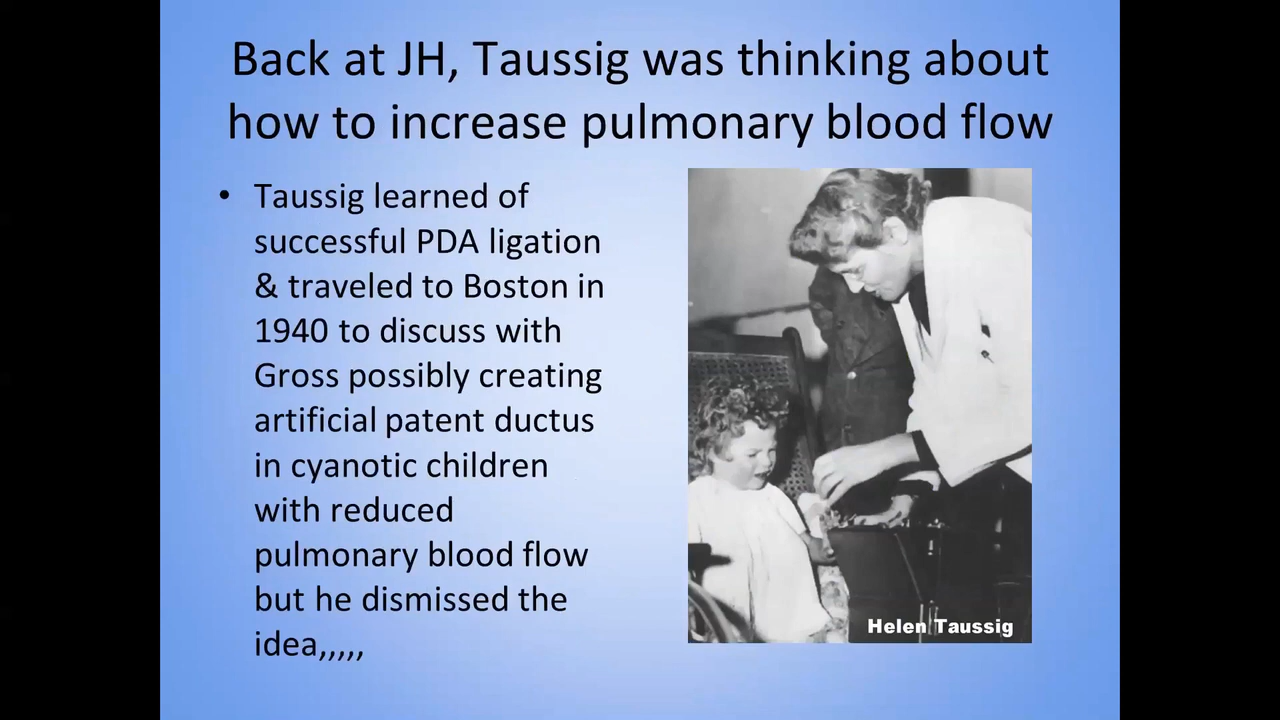 Back at JH, Taussig was thinking about
how to increase pulmonary blood flow
• Taussig learned of
successful PDA ligation
& traveled to Boston in
1940 to discuss with
Gross possibly creating
artificial patent ductus
in cyanotic children
with reduced
pulmonary blood flow
but he dismissed the
idea,,,,,
Helen Taussig